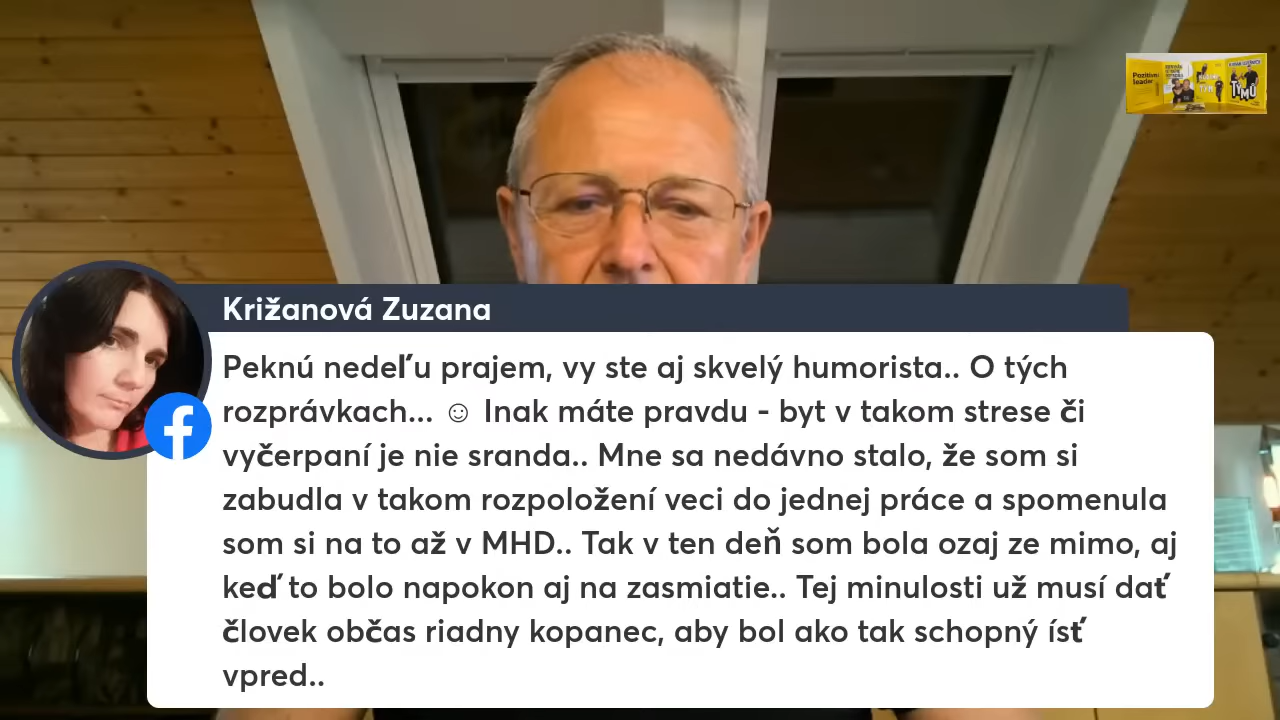 Pozitivní
leader
TÝMŮ
Križanová Zuzana
Peknú nedeľu prajem, vy ste aj skvelý humorista.. O tých
rozprávkach... ☺ Inak máte pravdu - byt v takom strese či
vyčerpaní je nie sranda.. Mne sa nedávno stalo, že som si
zabudla v takom rozpoložení veci do jednej práce a spomenula
som si na to až v MHD.. Tak v ten deň som bola ozaj ze mimo, aj
keď to bolo napokon aj na zasmiatie.. Tej minulosti už musí dať
človek občas riadny kopanec, aby bol ako tak schopný ísť
vpred..